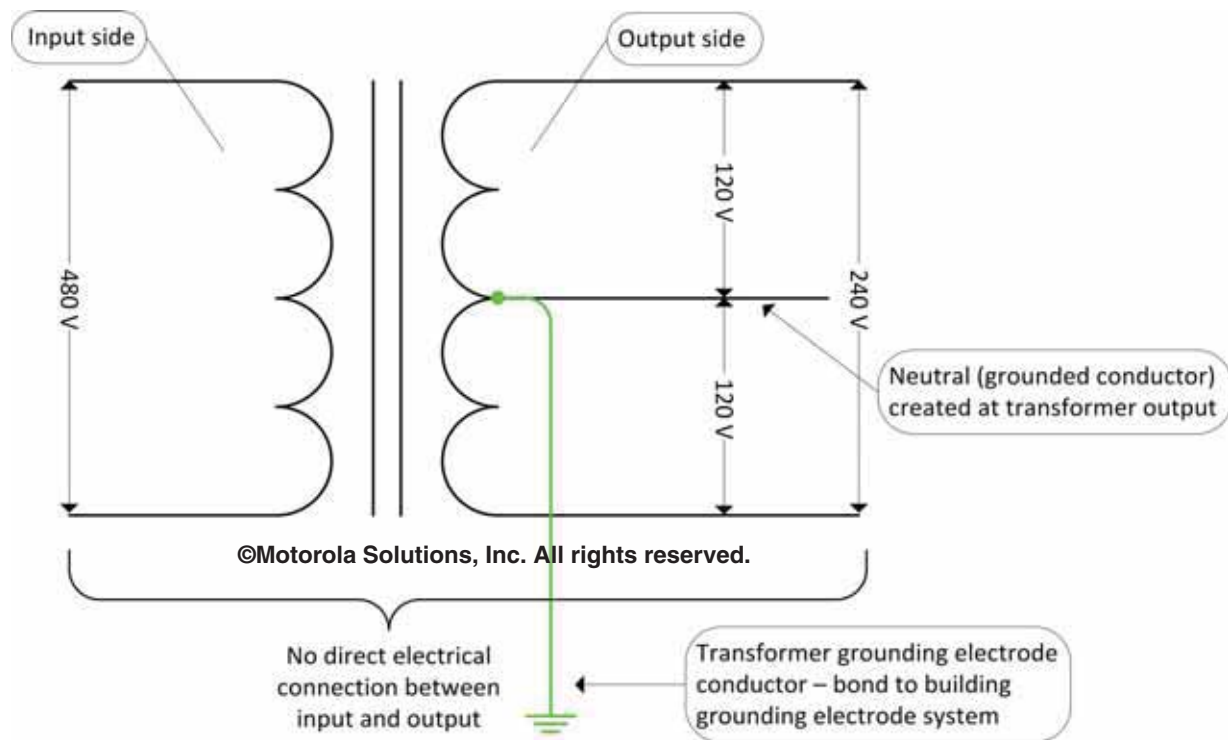 Input side
Output side
480 V
120 V
120 V
240 V
Neutral (grounded conductor)
created at transformer output
©Motorola Solutions, Inc. All rights reserved.
No direct electrical
connection between
input and output
Transformer grounding electrode
conductor – bond to building
grounding electrode system